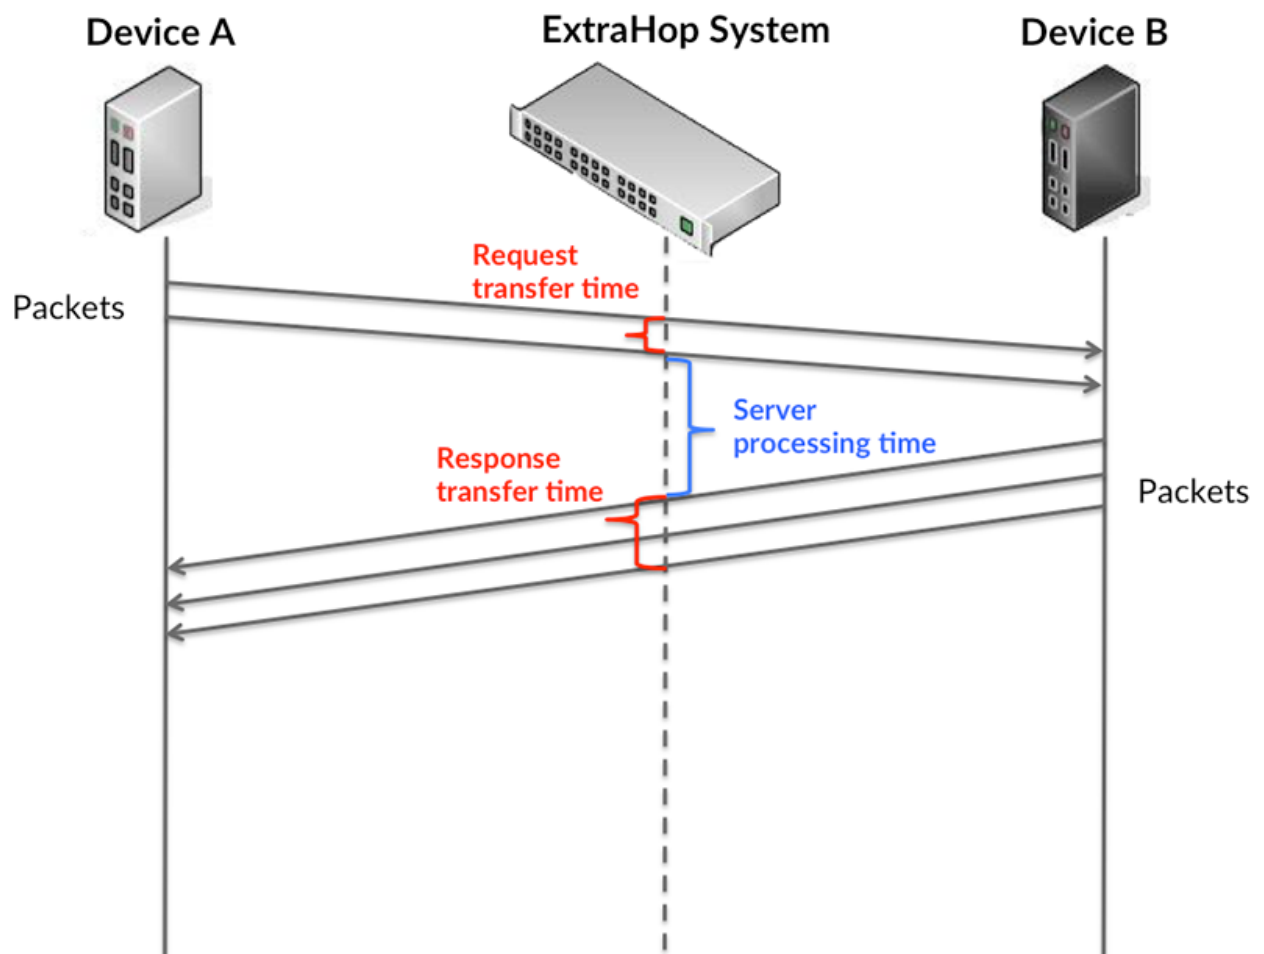 Device A
ExtraHop System
Device B
Request
transfer time
Packets
Server
processing time
Response
transfer time
Packets